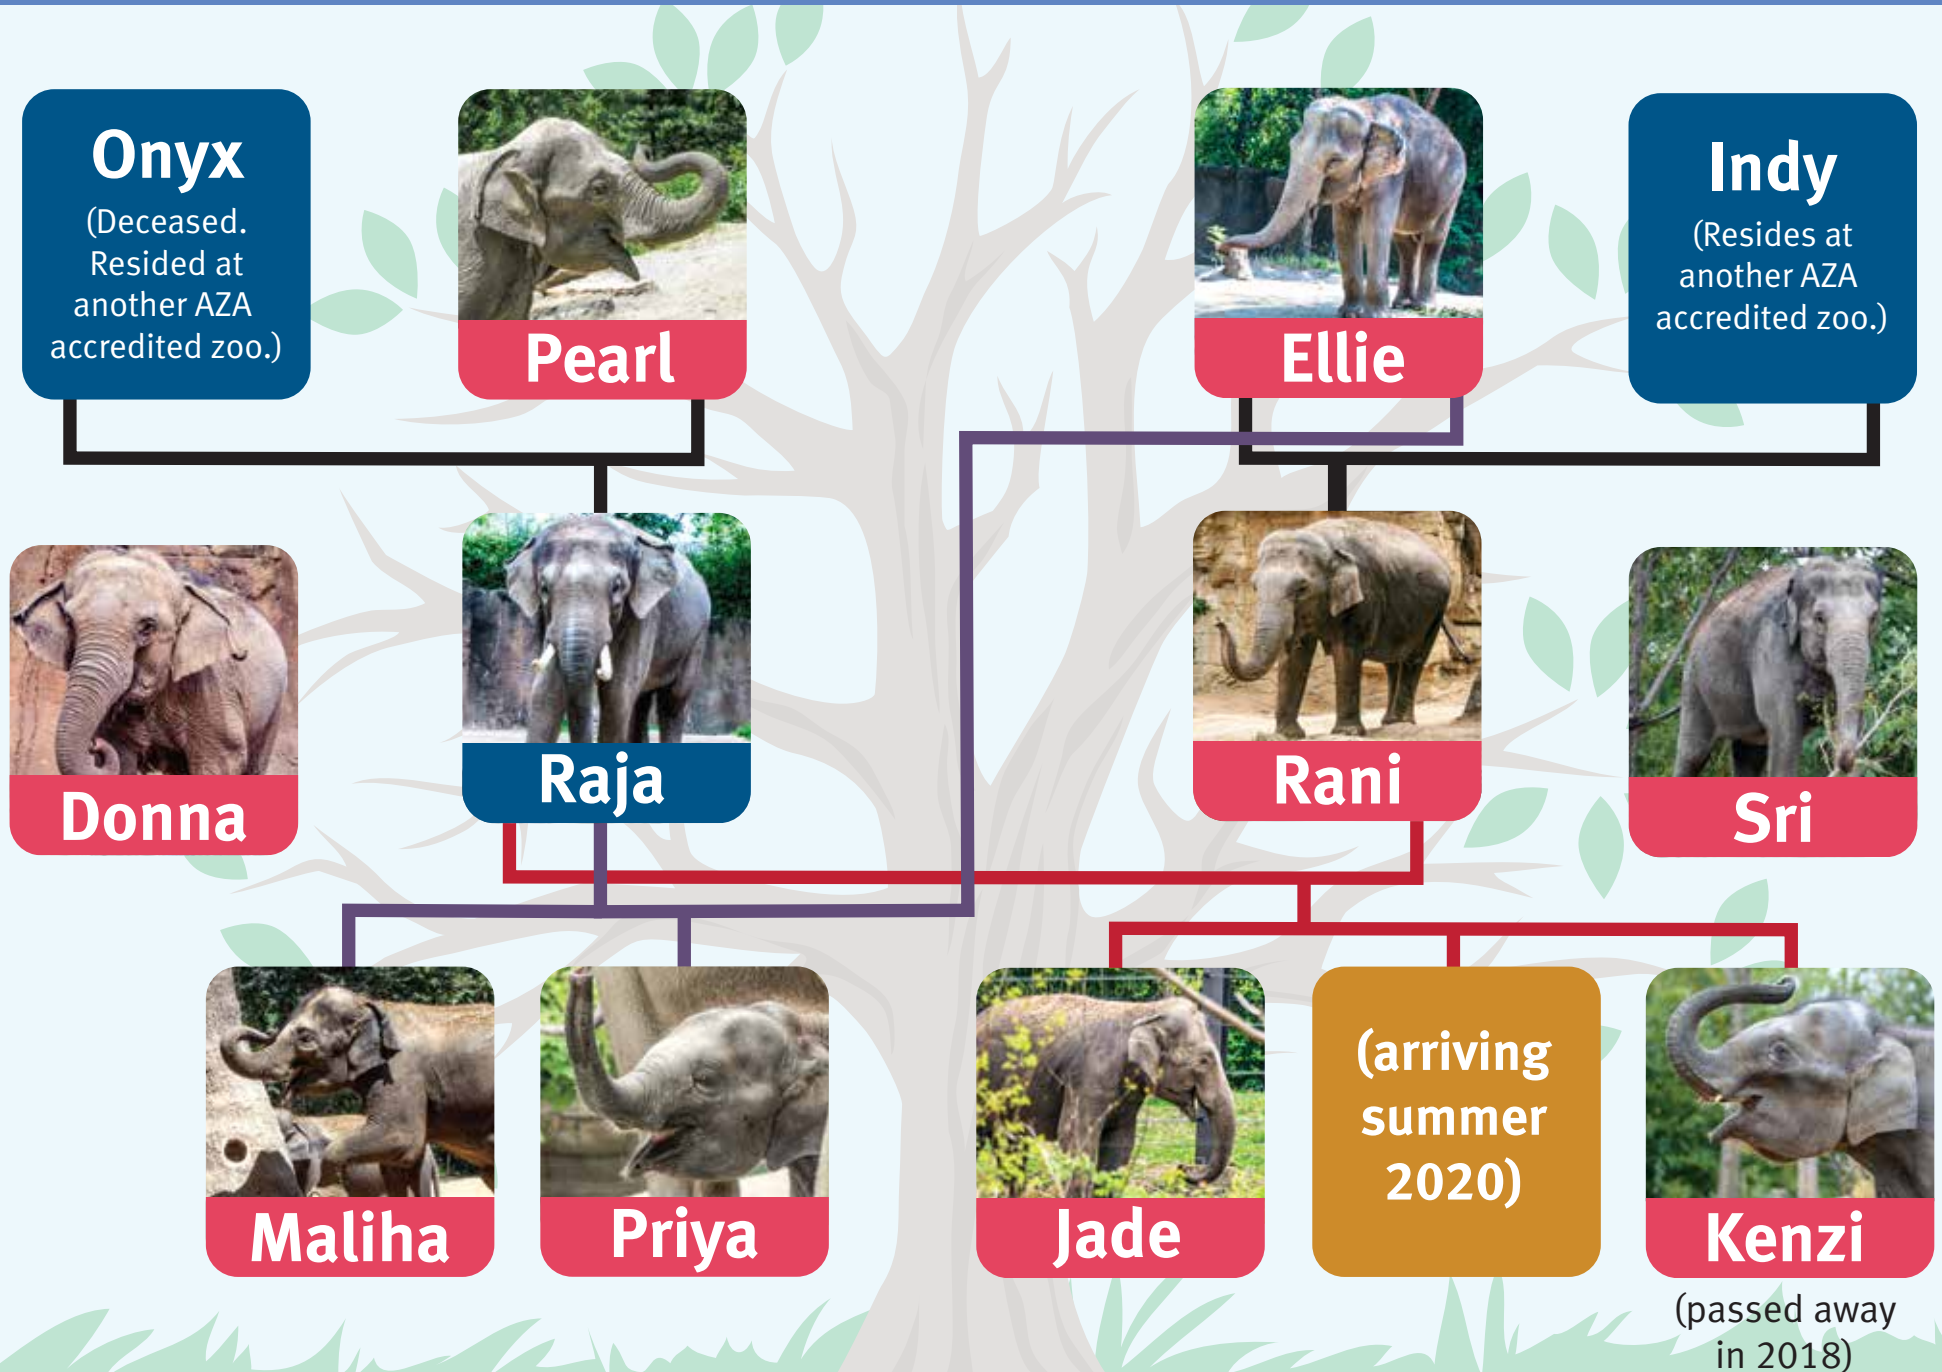 Onyx
(Deceased.
Resided at
another AZA
accredited zoo.)
Pearl
Ellie
Indy
(Resides at
another AZA
accredited zoo.)
Donna
Raja
Rani
Sri
Maliha
Priya
Jade
(arriving
summer
2020)
Kenzi
(passed away
in 2018)